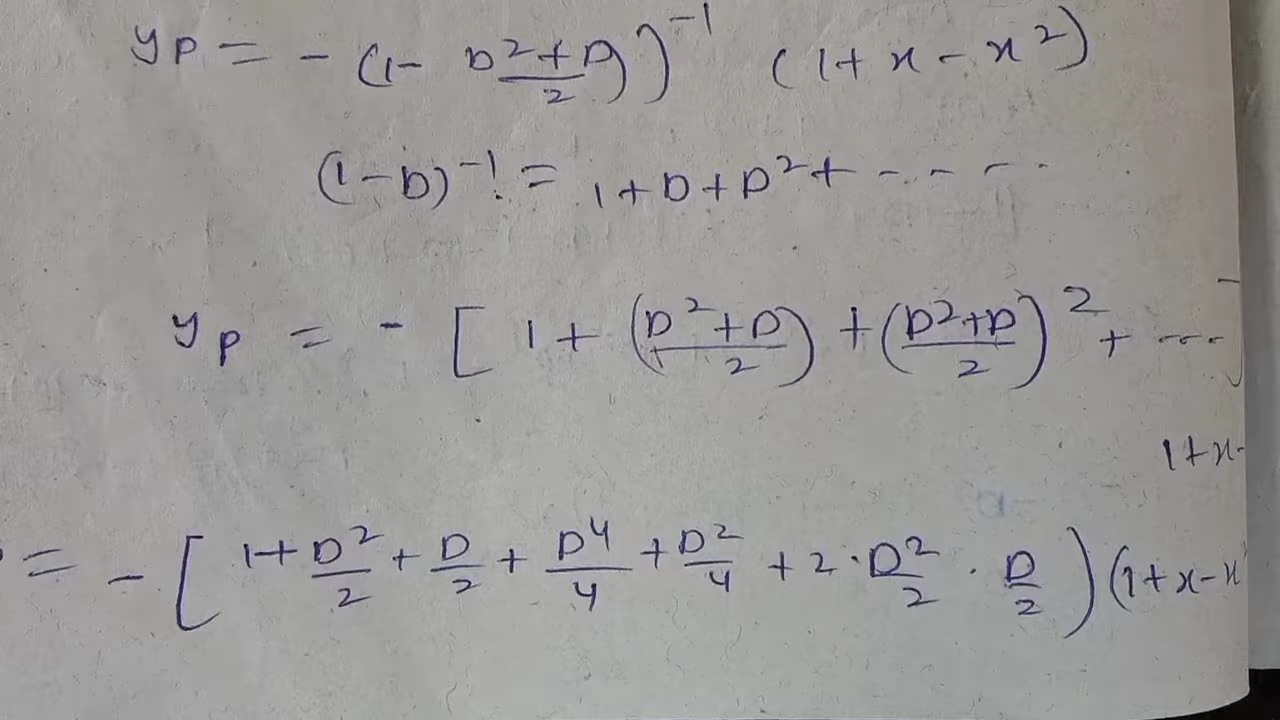 yp = - (1 - D²+D/2))⁻¹ (1+x-x²)
(1-D)⁻¹ = 1+D+D²+ - - - -
yp = - [ 1 + (D²+D/2) + (D²+D/2)² + ---]
1+x-
= - [ 1+ D²/2 + D/2 + D⁴/4 + D²/4 + 2·D²/2 · D/2 ) (1+x-x